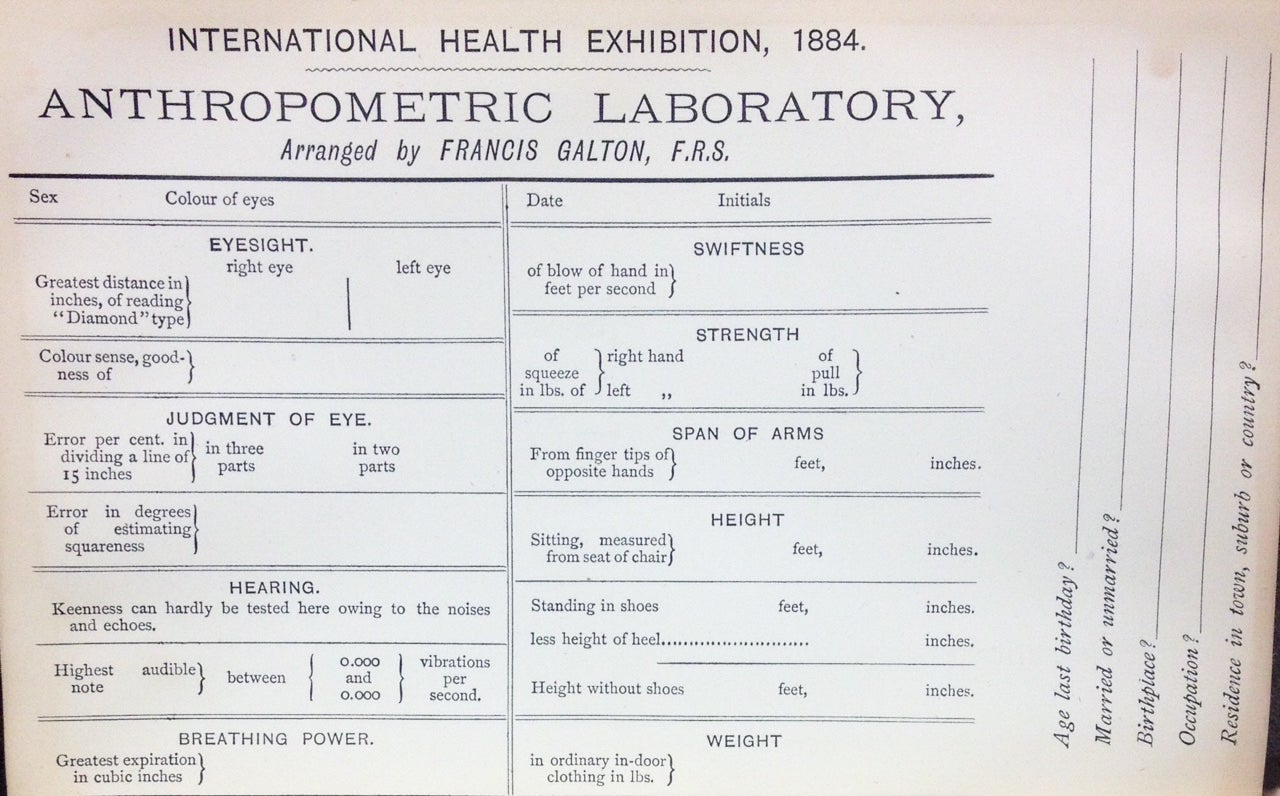 INTERNATIONAL HEALTH EXHIBITION, 1884.
ANTHROPOMETRIC LABORATORY,
Arranged by FRANCIS GALTON, F.R.S.
Sex Colour of eyes
EYESIGHT.
right eye left eye
Greatest distance in
inches, of reading
"Diamond" type
Colour sense, good-
ness of
JUDGMENT OF EYE.
Error per cent. in
dividing a line of
15 inches
in three
parts
in two
parts
Error in degrees
of estimating
squareness
HEARING.
Keenness can hardly be tested here owing to the noises
and echoes.
Highest audible
note
between
0.000
and
0.000
vibrations
per
second.
BREATHING POWER.
Greatest expiration
in cubic inches
Date Initials
SWIFTNESS
of blow of hand in
feet per second
STRENGTH
of
squeeze
in lbs. of
right hand
left „
of
pull
in lbs.
SPAN OF ARMS
From finger tips of
opposite hands
feet, inches.
HEIGHT
Sitting, measured
from seat of chair
feet, inches.
Standing in shoes feet, inches.
less height of heel........................... inches.
Height without shoes feet, inches.
WEIGHT
in ordinary in-door
clothing in lbs.
Age last birthday?
Married or unmarried?
Birthplace?
Occupation?
Residence in town, suburb or country?